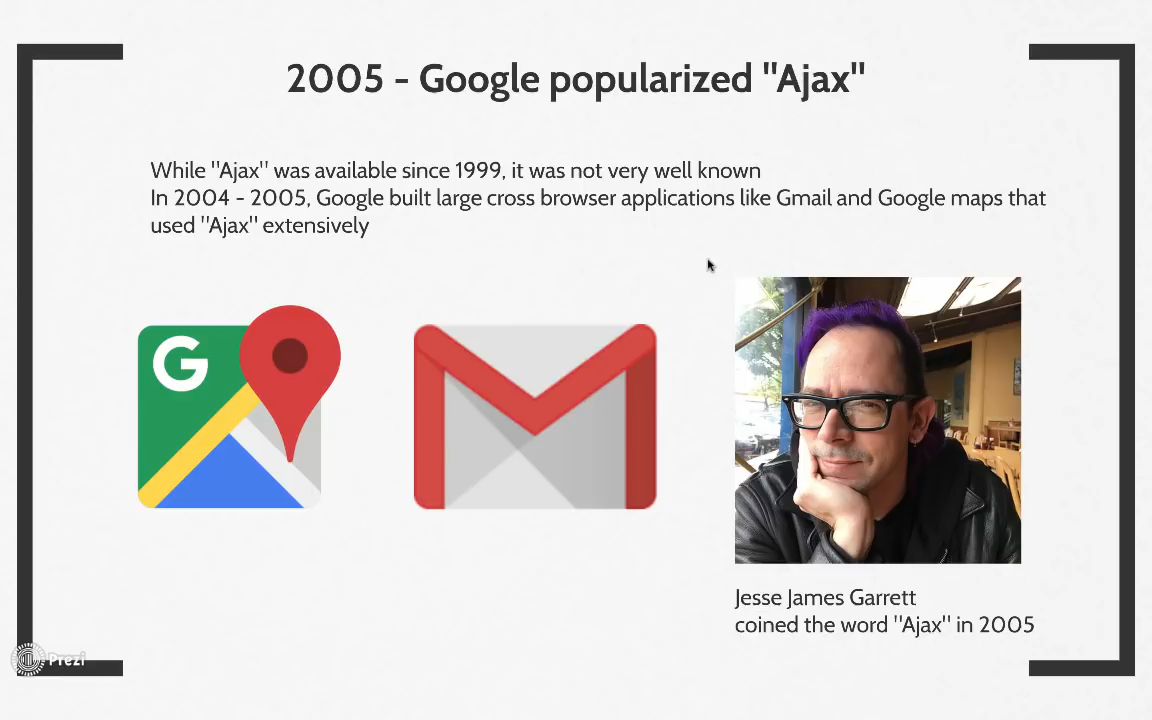 2005 - Google popularized "Ajax"
While "Ajax" was available since 1999, it was not very well known
In 2004 - 2005, Google built large cross browser applications like Gmail and Google maps that
used "Ajax" extensively
G
Jesse James Garrett
coined the word "Ajax" in 2005
Prezi